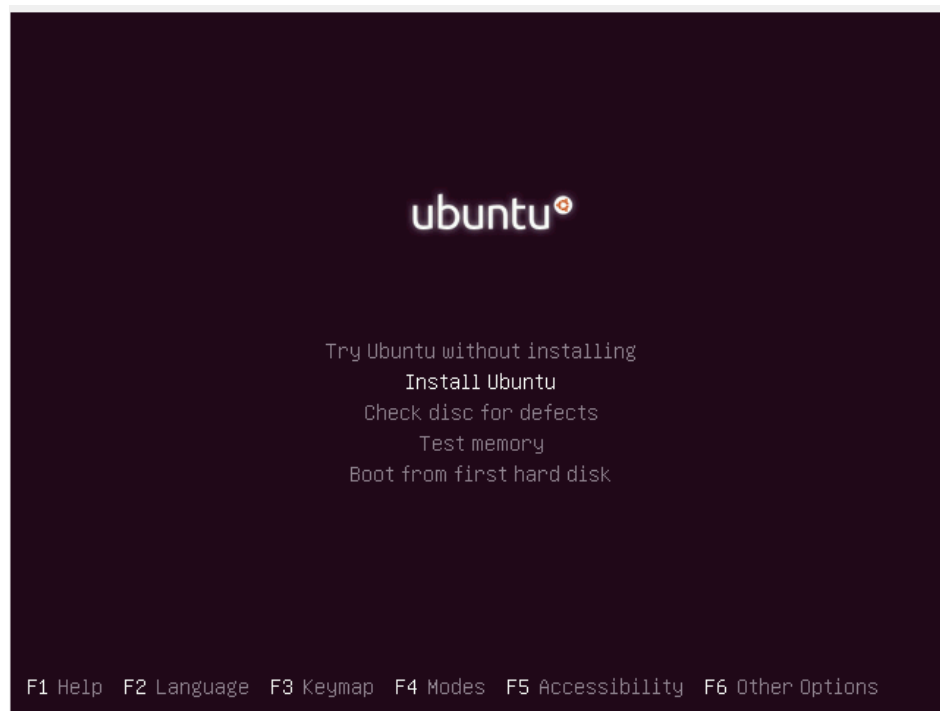 ubuntu
Try Ubuntu without installing
Install Ubuntu
Check disc for defects
Test memory
Boot from first hard disk
F1 Help F2 Language F3 Keymap F4 Modes F5 Accessibility F6 Other Options